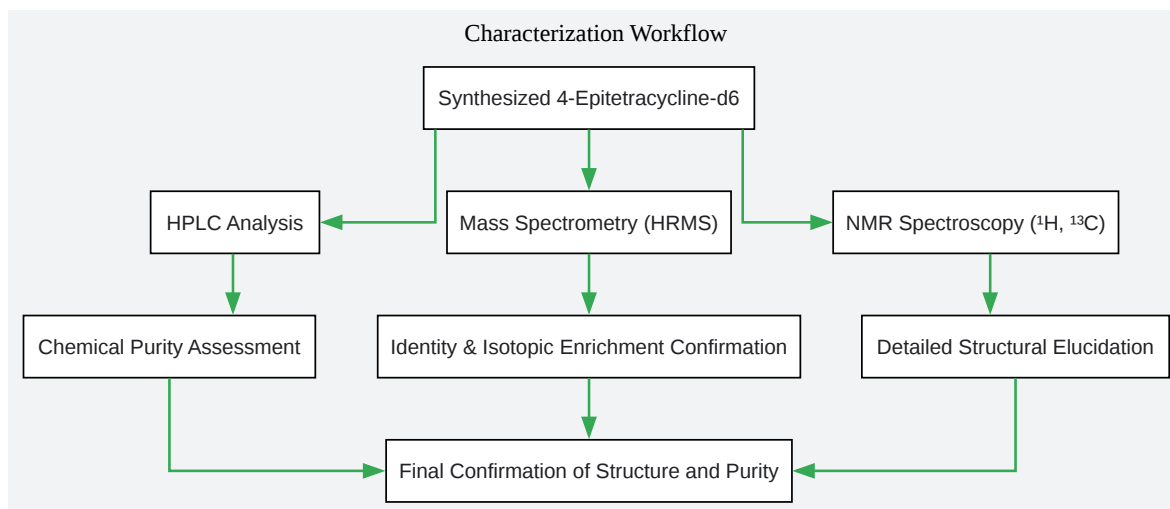 Characterization Workflow
Synthesized 4-Epitetracycline-d6
HPLC Analysis
Mass Spectrometry (HRMS)
NMR Spectroscopy (¹H, ¹³C)
Chemical Purity Assessment
Identity & Isotopic Enrichment Confirmation
Detailed Structural Elucidation
Final Confirmation of Structure and Purity